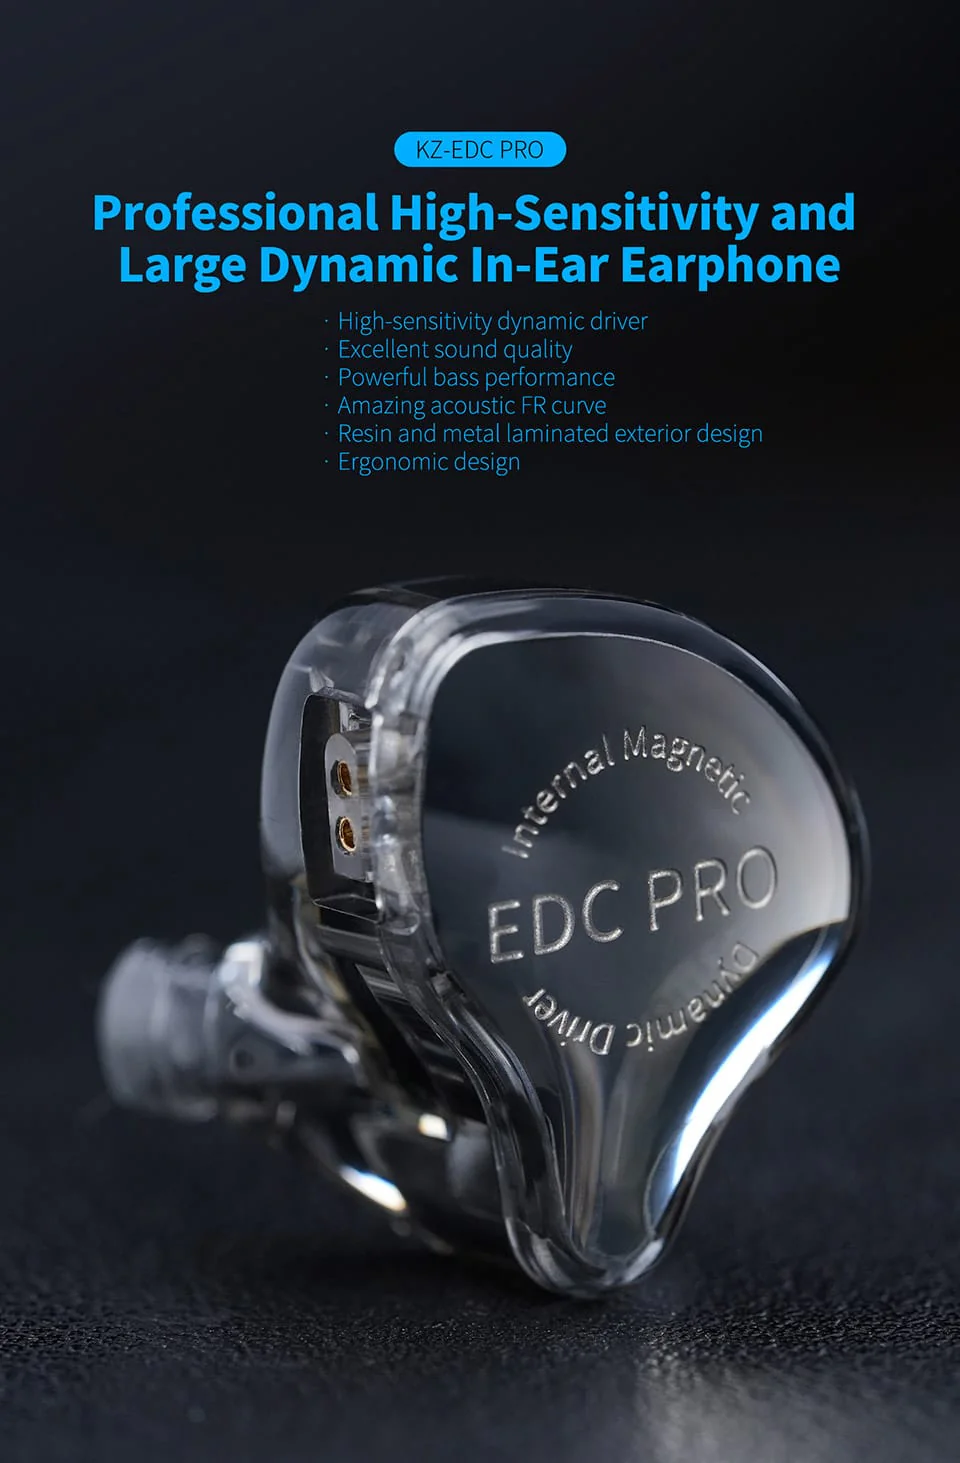 KZ-EDC PRO
Professional High-Sensitivity and
Large Dynamic In-Ear Earphone
· High-sensitivity dynamic driver
· Excellent sound quality
· Powerful bass performance
· Amazing acoustic FR curve
· Resin and metal laminated exterior design
· Ergonomic design
Internal Magnetic
EDC PRO
Dynamic Driver